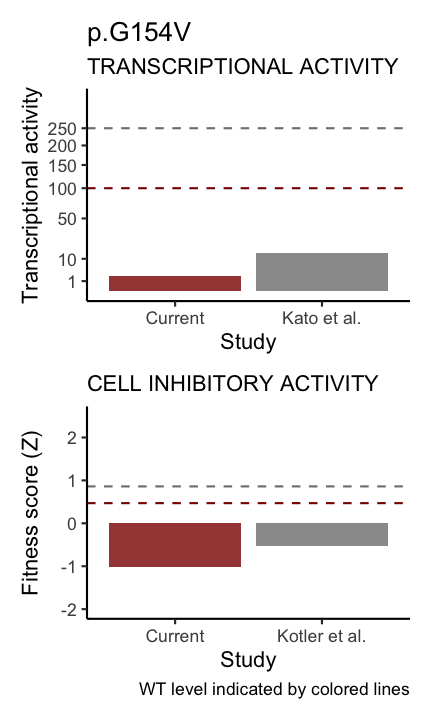 p.G154V
TRANSCRIPTIONAL ACTIVITY
Transcriptional activity
250
200
150
100
50
10
1
Current
Kato et al.
Study
CELL INHIBITORY ACTIVITY
Fitness score (Z)
2
1
0
-1
-2
Current
Kotler et al.
Study
WT level indicated by colored lines